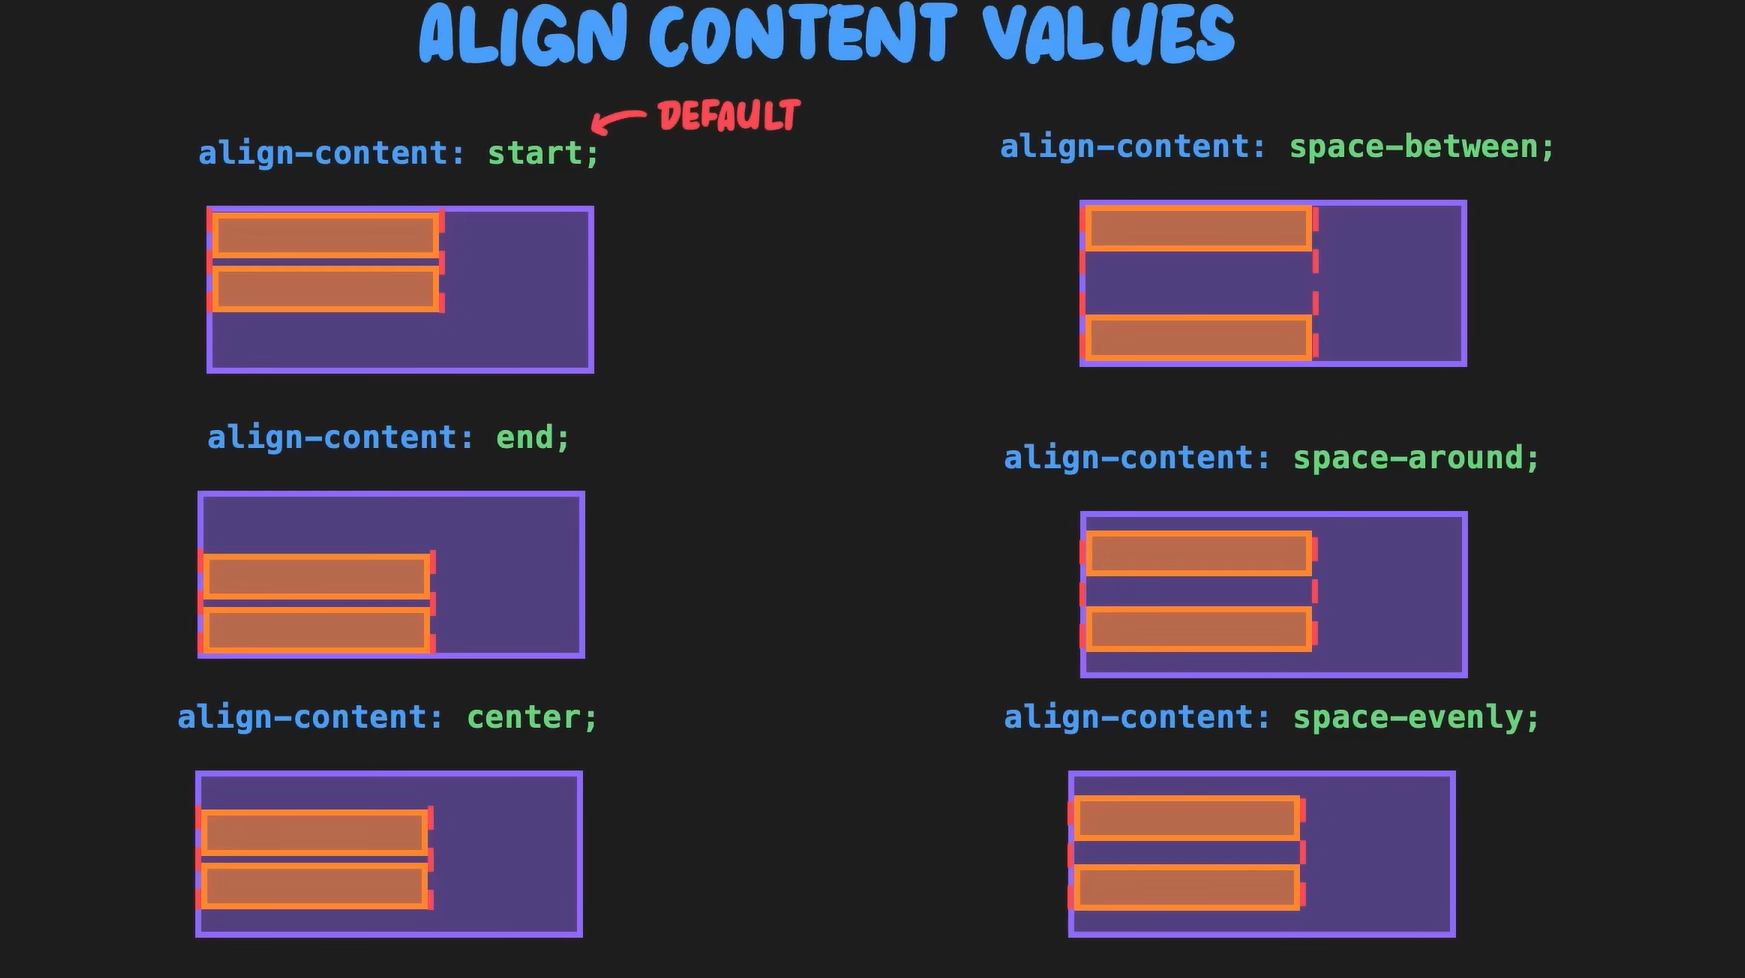 ALIGN CONTENT VALUES
DEFAULT
align-content: start;
align-content: space-between;
align-content: end;
align-content: space-around;
align-content: center;
align-content: space-evenly;